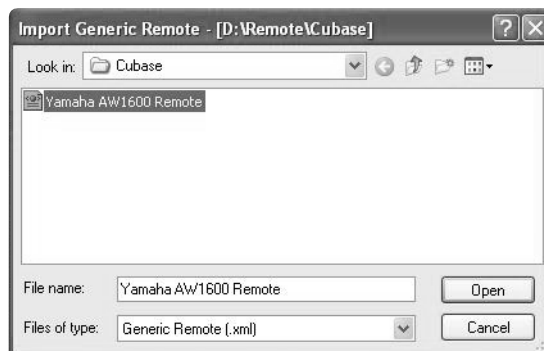 Import Generic Remote - [D:\Remote\Cubase]
Look in: Cubase
Yamaha AW1600 Remote
File name: Yamaha AW1600 Remote Open
Files of type: Generic Remote (.xml) Cancel